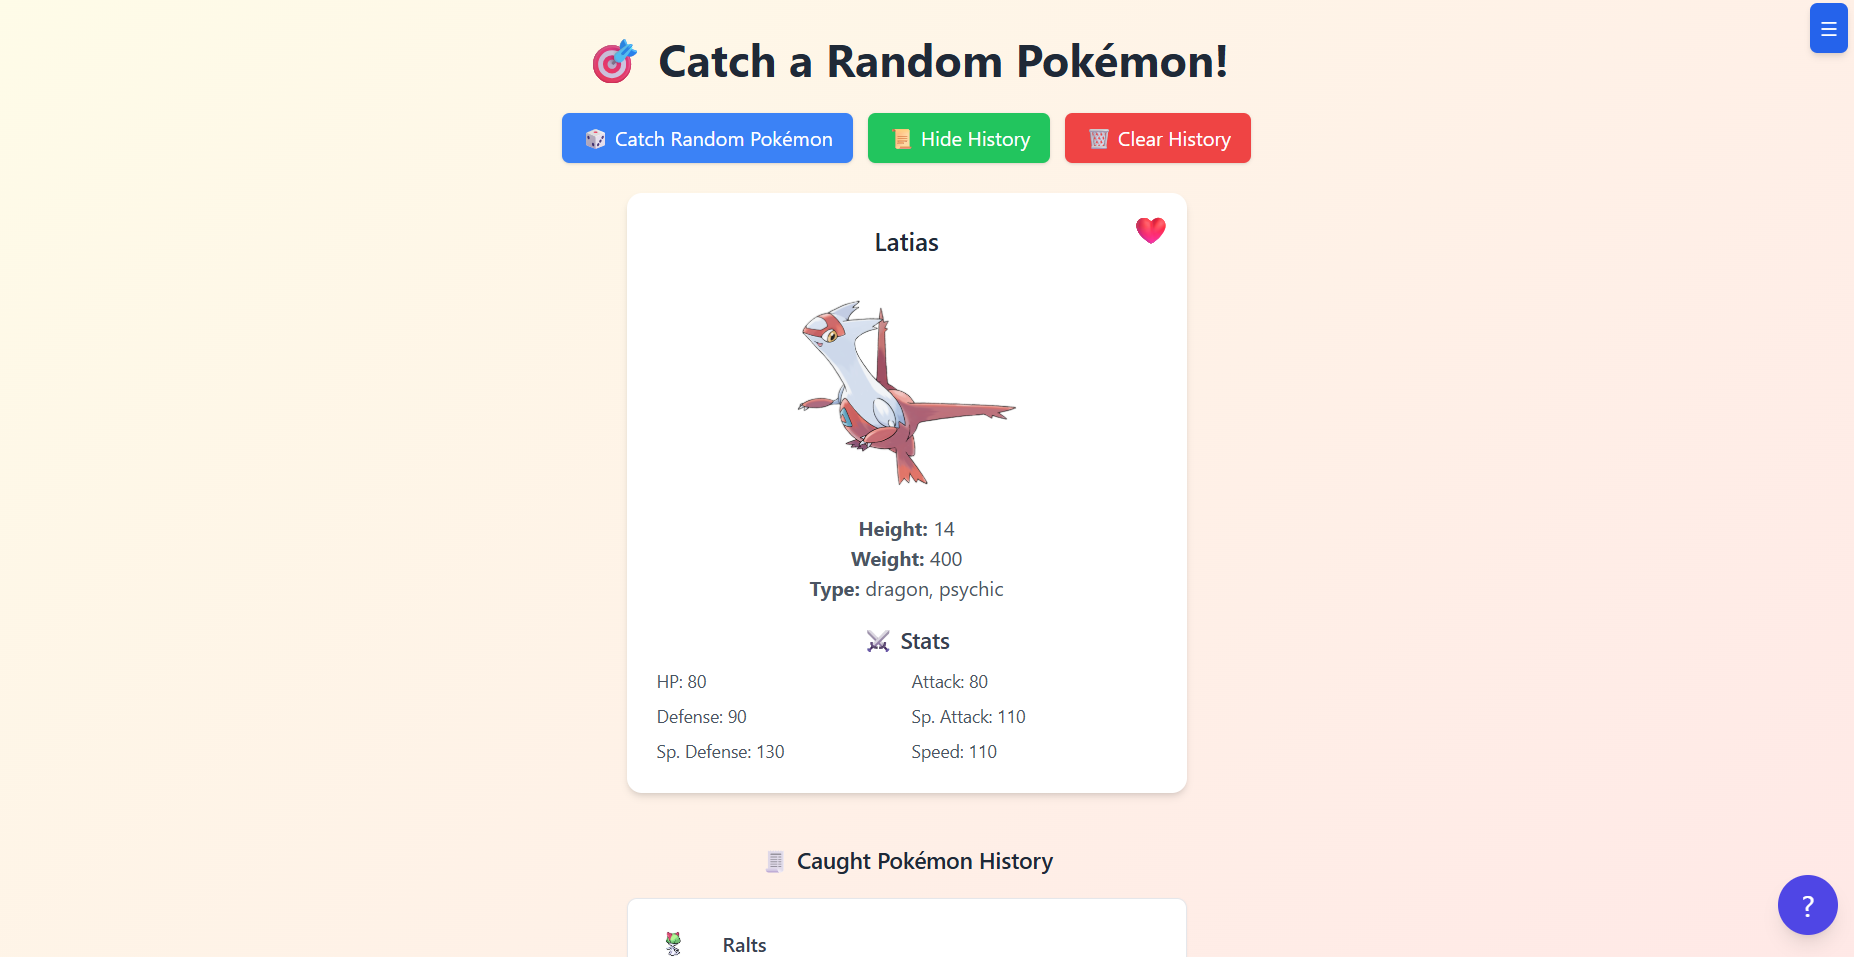 Catch a Random Pokémon!
Catch Random Pokémon
Hide History
Clear History
Latias
Height: 14
Weight: 400
Type: dragon, psychic
Stats
HP: 80
Attack: 80
Defense: 90
Sp. Attack: 110
Sp. Defense: 130
Speed: 110
Caught Pokémon History
Ralts
?